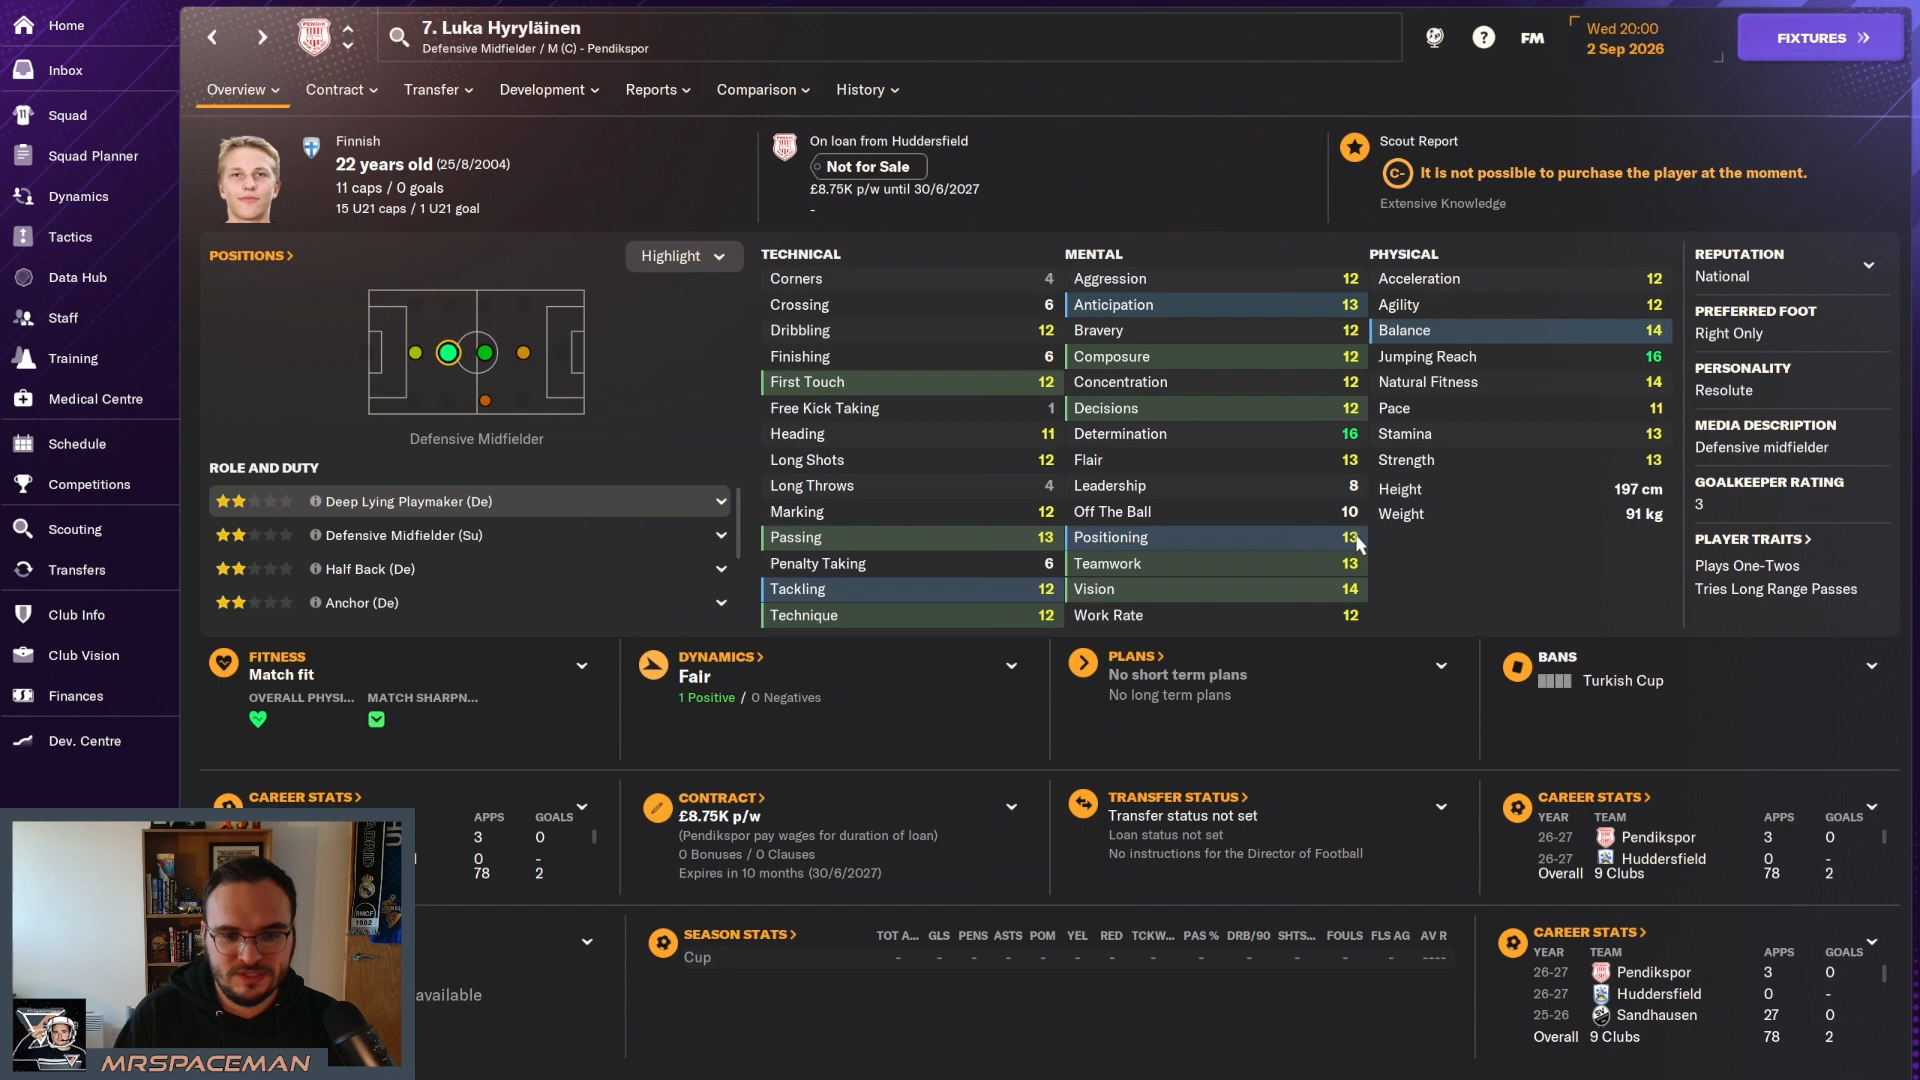 Home
Inbox
Squad
Squad Planner
Dynamics
Tactics
Data Hub
Staff
Training
Medical Centre
Schedule
Competitions
Scouting
Transfers
Club Info
Club Vision
Finances
Dev. Centre
7. Luka Hyryläinen
Defensive Midfielder / M (C) - Pendikspor
FM
Wed 20:00
2 Sep 2026
FIXTURES
Overview Contract Transfer Development Reports Comparison History
Finnish
22 years old (25/8/2004)
11 caps / 0 goals
15 U21 caps / 1 U21 goal
On loan from Huddersfield
Not for Sale
£8.75K p/w until 30/6/2027
-
Scout Report
C- It is not possible to purchase the player at the moment.
Extensive Knowledge
POSITIONS
Highlight
Defensive Midfielder
ROLE AND DUTY
Deep Lying Playmaker (De)
Defensive Midfielder (Su)
Half Back (De)
Anchor (De)
TECHNICAL
Corners 4
Crossing 6
Dribbling 12
Finishing 6
First Touch 12
Free Kick Taking 1
Heading 11
Long Shots 12
Long Throws 4
Marking 12
Passing 13
Penalty Taking 6
Tackling 12
Technique 12
MENTAL
Aggression 12
Anticipation 13
Bravery 12
Composure 12
Concentration 12
Decisions 12
Determination 16
Flair 13
Leadership 8
Off The Ball 10
Positioning 13
Teamwork 13
Vision 14
Work Rate 12
PHYSICAL
Acceleration 12
Agility 12
Balance 14
Jumping Reach 16
Natural Fitness 14
Pace 11
Stamina 13
Strength 13
Height 197 cm
Weight 91 kg
REPUTATION
National
PREFERRED FOOT
Right Only
PERSONALITY
Resolute
MEDIA DESCRIPTION
Defensive midfielder
GOALKEEPER RATING
3
PLAYER TRAITS
Plays One-Twos
Tries Long Range Passes
FITNESS
Match fit
OVERALL PHYSI... MATCH SHARPN...
DYNAMICS
Fair
1 Positive / 0 Negatives
PLANS
No short term plans
No long term plans
BANS
Turkish Cup
CAREER STATS
APPS GOALS
3 0
0 -
78 2
CONTRACT
£8.75K p/w
(Pendikspor pay wages for duration of loan)
0 Bonuses / 0 Clauses
Expires in 10 months (30/6/2027)
TRANSFER STATUS
Transfer status not set
Loan status not set
No instructions for the Director of Football
CAREER STATS
YEAR TEAM APPS GOALS
26-27 Pendikspor 3 0
26-27 Huddersfield 0 -
Overall 9 Clubs 78 2
available
SEASON STATS
TOT A... GLS PENS ASTS POM YEL RED TCKW... PAS % DRB/90 SHTS... FOULS FLS AG AV R
Cup - - - - - - - - - - - - - ----
CAREER STATS
YEAR TEAM APPS GOALS
26-27 Pendikspor 3 0
26-27 Huddersfield 0 -
25-26 Sandhausen 27 0
Overall 9 Clubs 78 2
MADRID
RMCF
1902
MRSPACEMAN